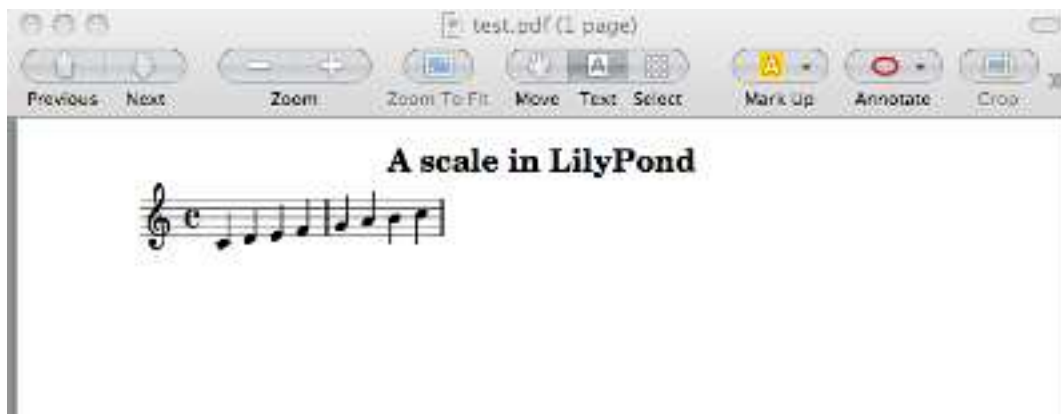 test.pdf (1 page)
A
A
Previous Next Zoom Zoom To Fit Move Text Select Mark Up Annotate Crop
A scale in LilyPond